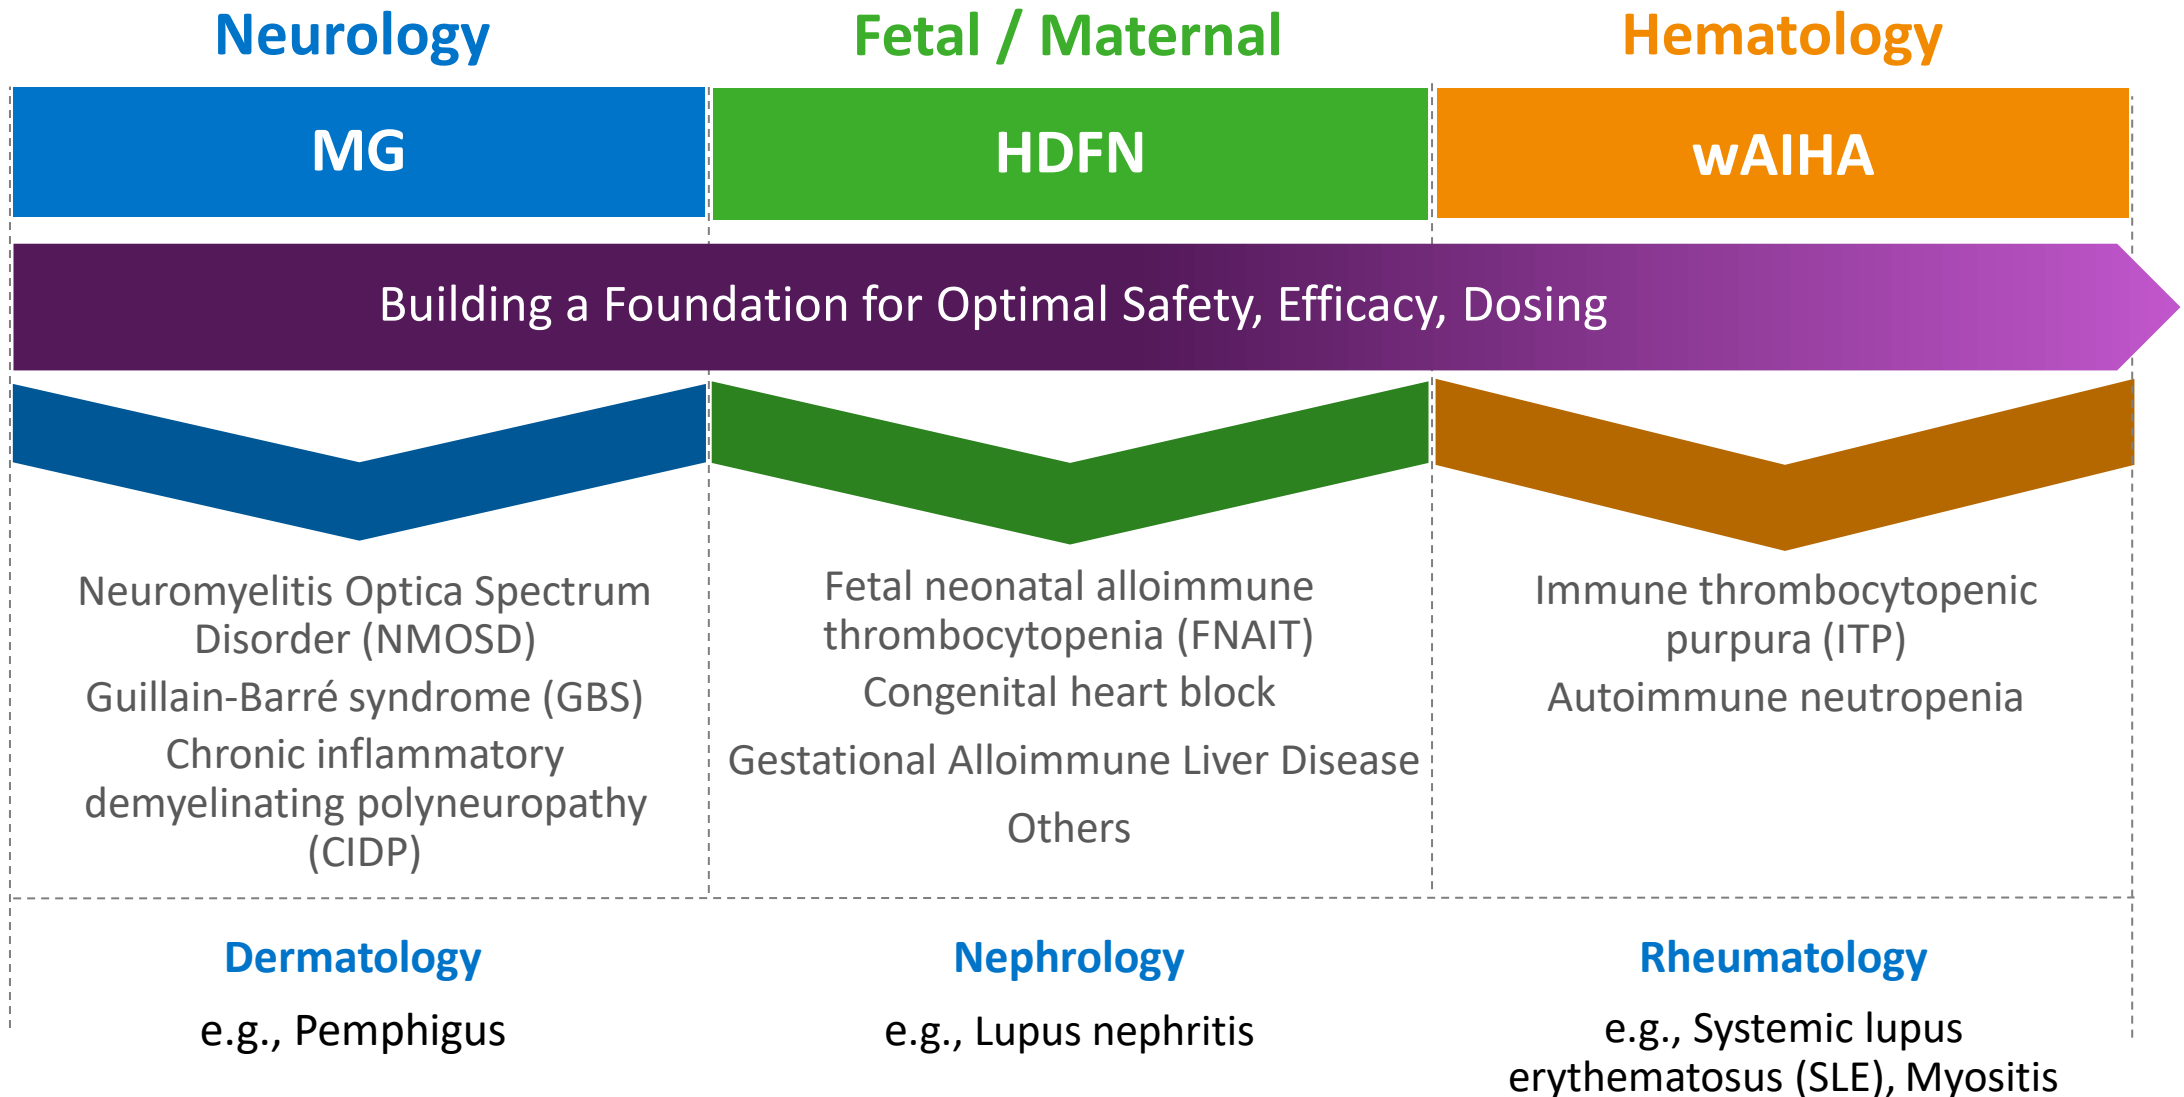 Neurology
Fetal / Maternal
Hematology
MG
HDFN
wAIHA
Building a Foundation for Optimal Safety, Efficacy, Dosing
Neuromyelitis Optica Spectrum
Disorder (NMOSD)
Guillain-Barré syndrome (GBS)
Chronic inflammatory
demyelinating polyneuropathy
(CIDP)
Fetal neonatal alloimmune
thrombocytopenia (FNAIT)
Congenital heart block
Gestational Alloimmune Liver Disease
Others
Immune thrombocytopenic
purpura (ITP)
Autoimmune neutropenia
Dermatology
e.g., Pemphigus
Nephrology
e.g., Lupus nephritis
Rheumatology
e.g., Systemic lupus
erythematosus (SLE), Myositis